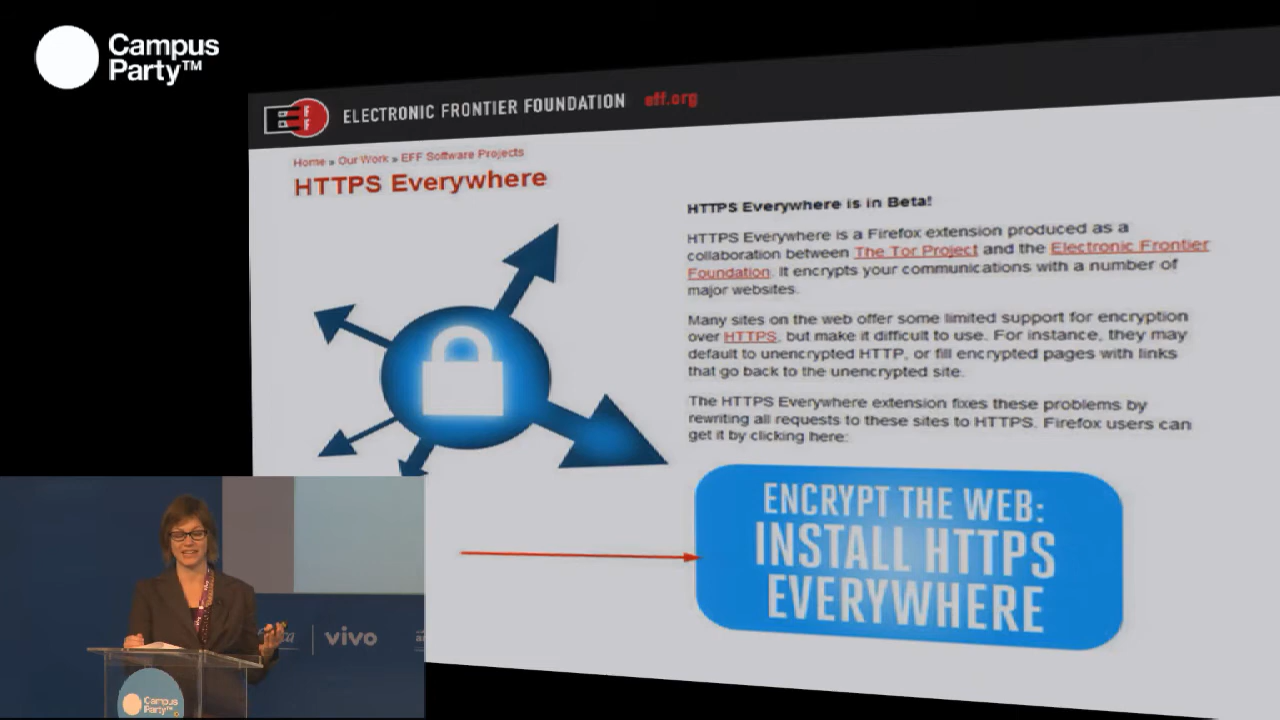 Campus
Party™
EFF
ELECTRONIC FRONTIER FOUNDATION eff.org
Home » Our Work » EFF Software Projects
HTTPS Everywhere
HTTPS Everywhere is in Beta!
HTTPS Everywhere is a Firefox extension produced as a
collaboration between The Tor Project and the Electronic Frontier
Foundation. It encrypts your communications with a number of
major websites.
Many sites on the web offer some limited support for encryption
over HTTPS, but make it difficult to use. For instance, they may
default to unencrypted HTTP, or fill encrypted pages with links
that go back to the unencrypted site.
The HTTPS Everywhere extension fixes these problems by
rewriting all requests to these sites to HTTPS. Firefox users can
get it by clicking here:
ENCRYPT THE WEB:
INSTALL HTTPS
EVERYWHERE
vivo
Campus
Party™